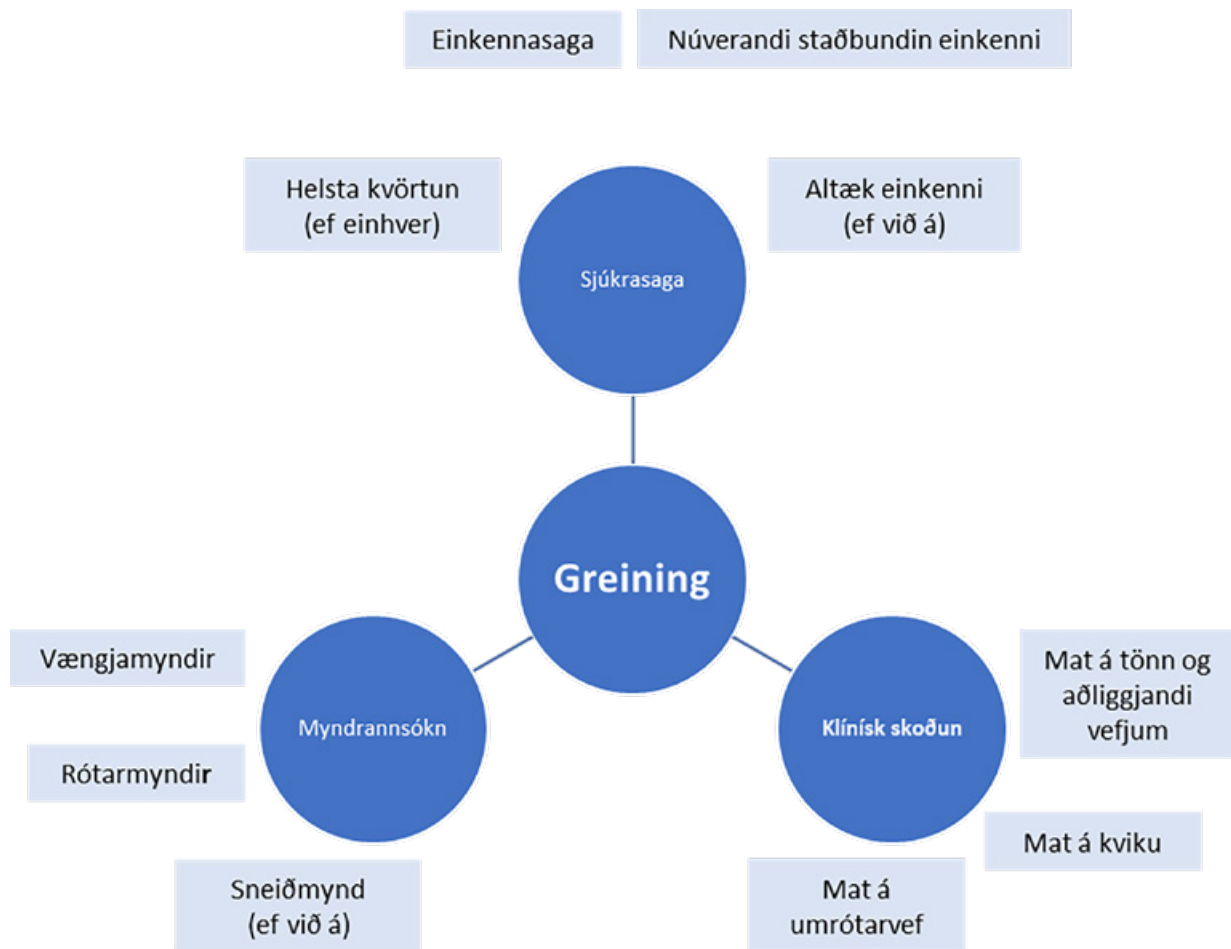 Einkennasaga
Núverandi staðbundin einkenni
Helsta kvörtun
(ef einhver)
Altæk einkenni
(ef við á)
Sjúkrasaga
Greining
Vængjamyndir
Myndrannsókn
Rótarmyndir
Sneiðmynd
(ef við á)
Klínísk skoðun
Mat á tönn og
aðliggjandi
vefjum
Mat á kviku
Mat á
umrótarvef